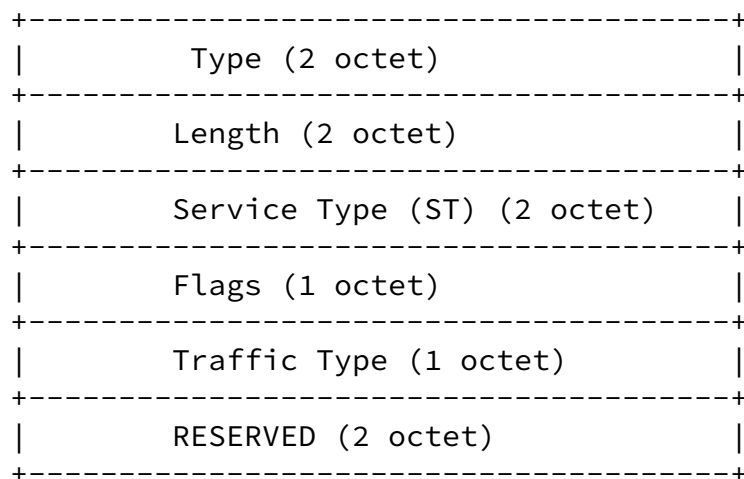 Type (2 octet)
Length (2 octet)
Service Type (ST) (2 octet)
Flags (1 octet)
Traffic Type (1 octet)
RESERVED (2 octet)